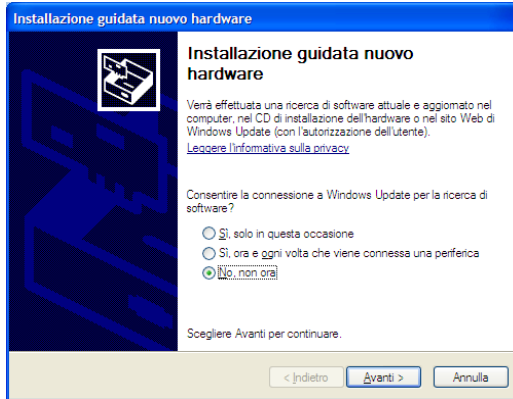 Installazione guidata nuovo hardware
Installazione guidata nuovo
hardware
Verrà effettuata una ricerca di software attuale e aggiornato nel
computer, nel CD di installazione dell'hardware o nel sito Web di
Windows Update (con l'autorizzazione dell'utente).
Leggere l'informativa sulla privacy
Consentire la connessione a Windows Update per la ricerca di
software?
Sì, solo in questa occasione
Sì, ora e ogni volta che viene connessa una periferica
No, non ora
Scegliere Avanti per continuare.
< Indietro Avanti > Annulla